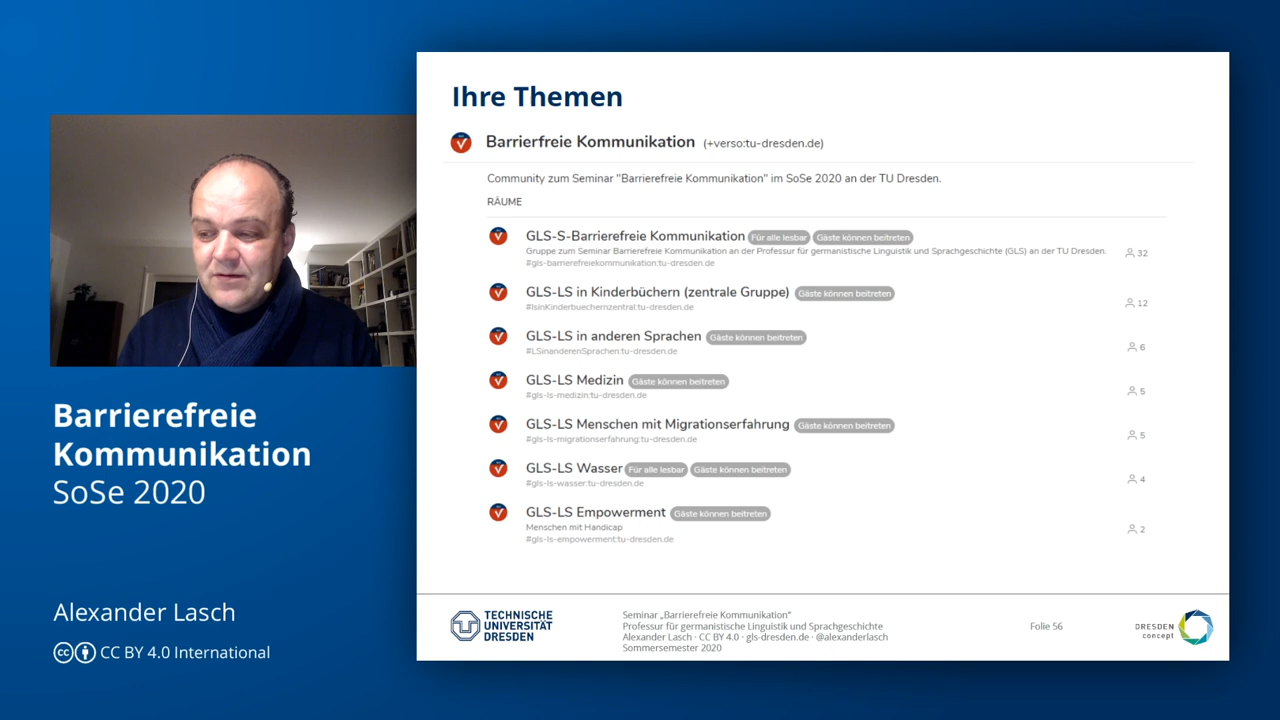 Ihre Themen
Barrierfreie Kommunikation (+verso:tu-dresden.de)
Community zum Seminar "Barrierefreie Kommunikation" im SoSe 2020 an der TU Dresden.
RÄUME
GLS-S-Barrierefreie Kommunikation Für alle lesbar Gäste können beitreten
Gruppe zum Seminar Barrierefreie Kommunikation an der Professur für germanistische Linguistik und Sprachgeschichte (GLS) an der TU Dresden.
32
#gls-barrefreiekommunikation:tu-dresden.de
GLS-LS in Kinderbüchern (zentrale Gruppe) Gäste können beitreten
#lsinKinderbuechernzentral:tu-dresden.de
12
GLS-LS in anderen Sprachen Gäste können beitreten
#LSinanderenSprachen:tu-dresden.de
6
GLS-LS Medizin Gäste können beitreten
#gls-ls-medizin:tu-dresden.de
5
GLS-LS Menschen mit Migrationserfahrung Gäste können beitreten
#gls-ls-migrationserfahrung:tu-dresden.de
5
GLS-LS Wasser Für alle lesbar Gäste können beitreten
#gls-ls-wasser:tu-dresden.de
4
GLS-LS Empowerment Gäste können beitreten
Menschen mit Handicap
2
#gls-ls-empowerment:tu-dresden.de
Barrierefreie
Kommunikation
SoSe 2020
Alexander Lasch
cc CC BY 4.0 International
TECHNISCHE
UNIVERSITÄT
DRESDEN
Seminar „Barrierefreie Kommunikation“
Professur für germanistische Linguistik und Sprachgeschichte
Alexander Lasch · CC BY 4.0 · gls-dresden.de · @alexanderlasch
Sommersemester 2020
Folie 56
DRESDEN
concept